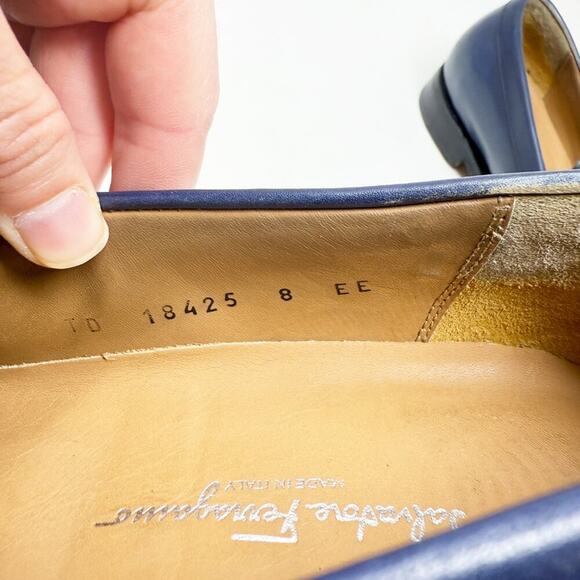 TD 18425 8 EE
Salvatore Ferragamo
MADE IN ITALY